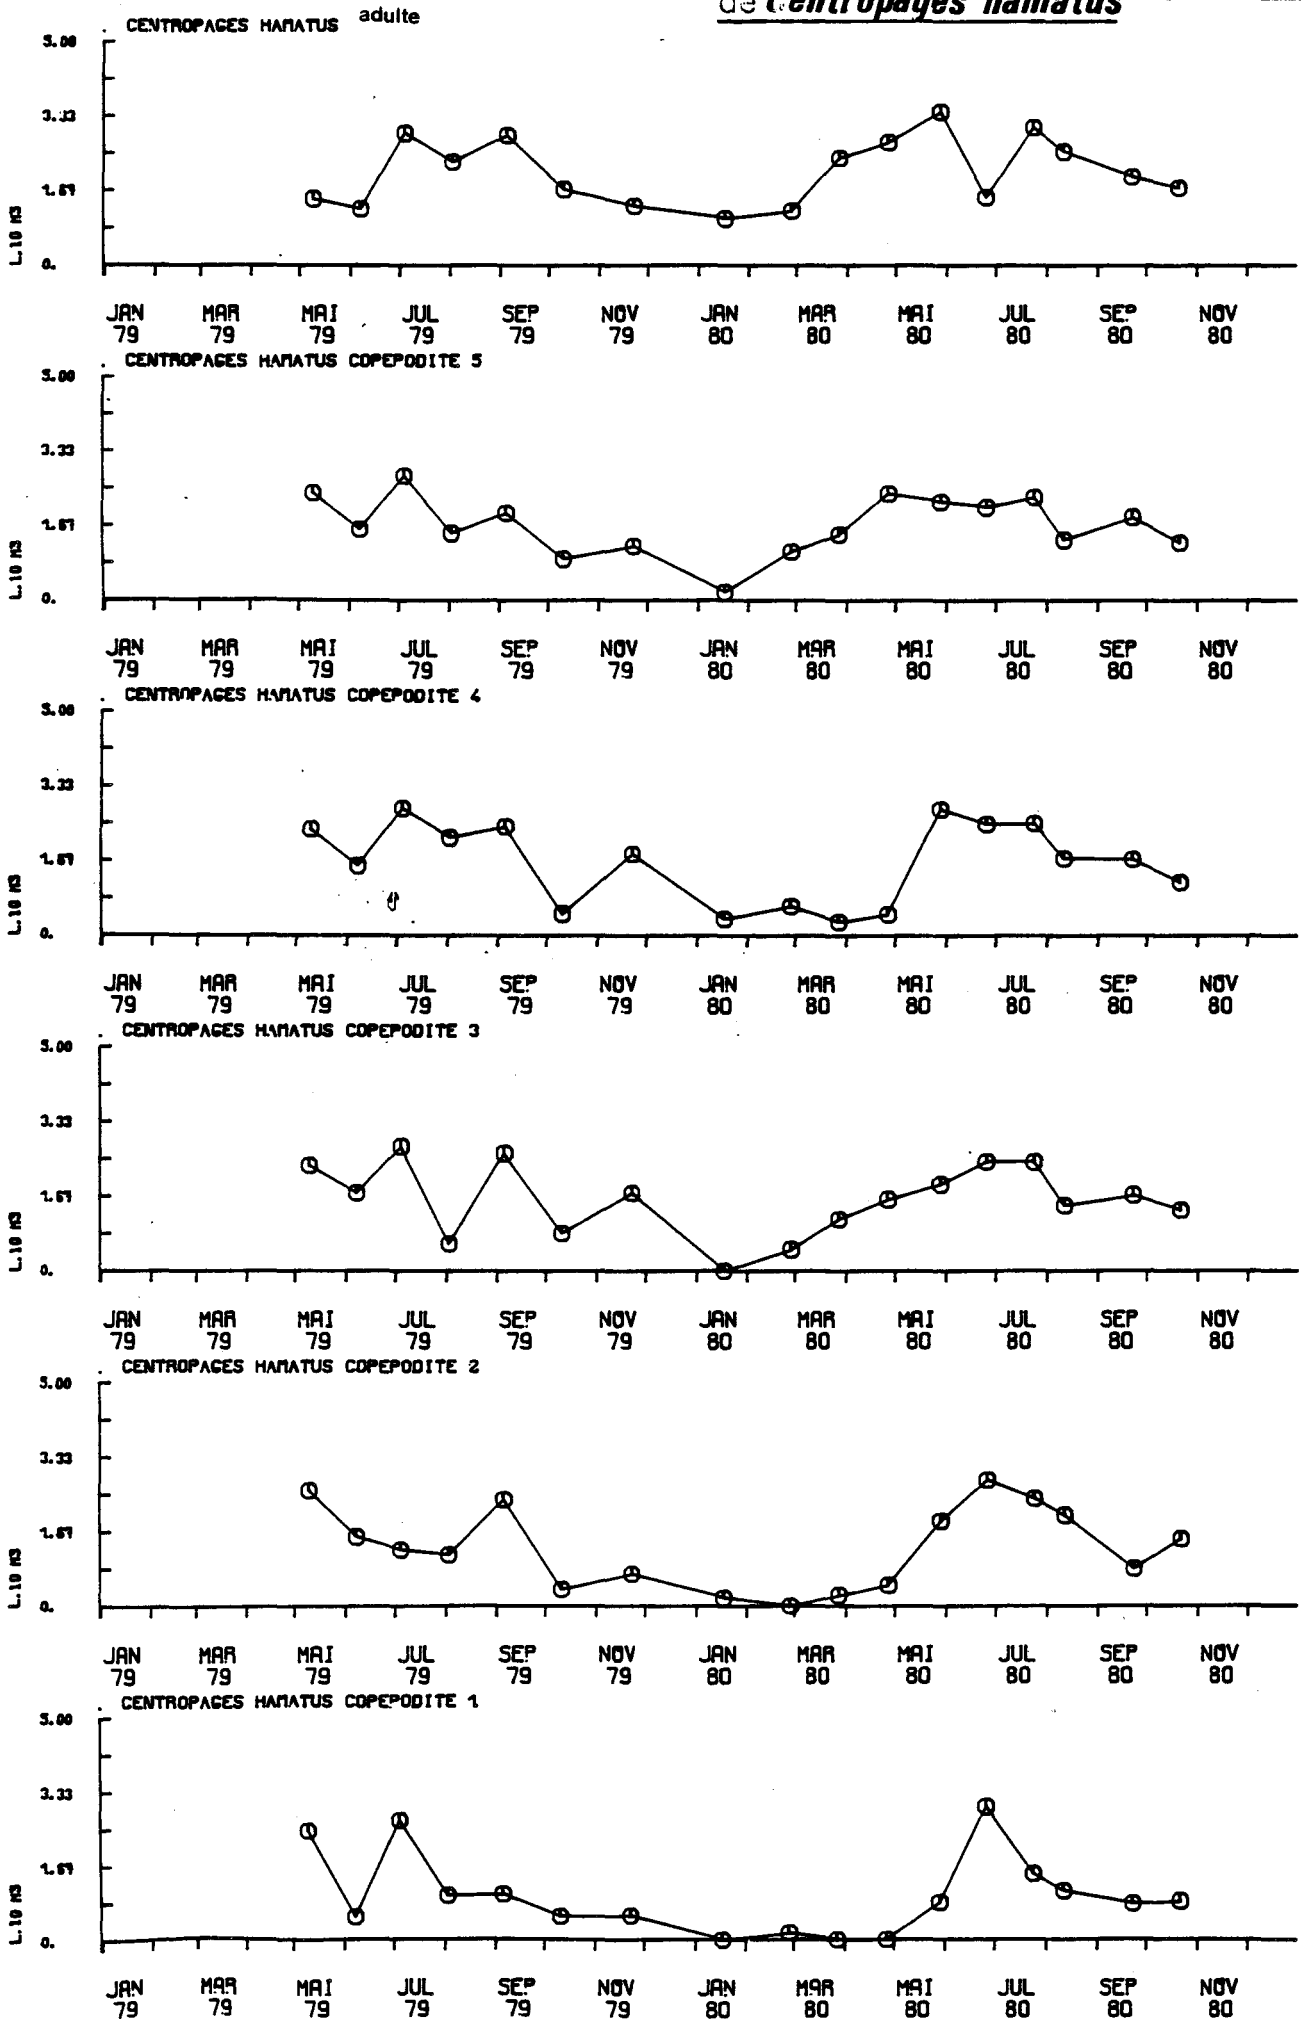 de Centropages hamatus
CENTROPAGES HAMATUS adulte
5.00
3.33
1.67
0.
L.10 M3
JAN MAR MAI JUL SEP NOV JAN MAR MAI JUL SEP NOV
79 79 79 79 79 79 80 80 80 80 80 80
CENTROPAGES HAMATUS COPEPODITE 5
5.00
3.33
1.67
0.
L.10 M3
JAN MAR MAI JUL SEP NOV JAN MAR MAI JUL SEP NOV
79 79 79 79 79 79 80 80 80 80 80 80
CENTROPAGES HAMATUS COPEPODITE 4
5.00
3.33
1.67
0.
L.10 M3
JAN MAR MAI JUL SEP NOV JAN MAR MAI JUL SEP NOV
79 79 79 79 79 79 80 80 80 80 80 80
CENTROPAGES HAMATUS COPEPODITE 3
5.00
3.33
1.67
0.
L.10 M3
JAN MAR MAI JUL SEP NOV JAN MAR MAI JUL SEP NOV
79 79 79 79 79 79 80 80 80 80 80 80
CENTROPAGES HAMATUS COPEPODITE 2
5.00
3.33
1.67
0.
L.10 M3
JAN MAR MAI JUL SEP NOV JAN MAR MAI JUL SEP NOV
79 79 79 79 79 79 80 80 80 80 80 80
CENTROPAGES HAMATUS COPEPODITE 1
5.00
3.33
1.67
0.
L.10 M3
JAN MAR MAI JUL SEP NOV JAN MAR MAI JUL SEP NOV
79 79 79 79 79 79 80 80 80 80 80 80